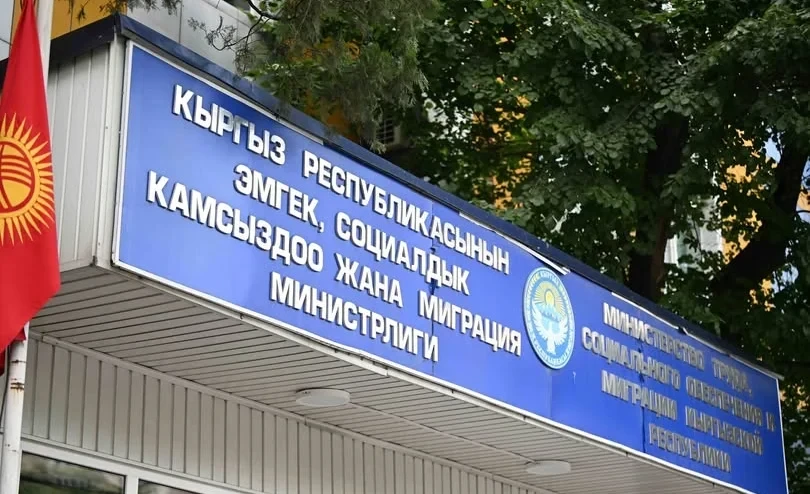 КЫРГЫЗ РЕСПУБЛИКАСЫНЫН
ЭМГЕК, СОЦИАЛДЫК
КАМСЫЗДОО ЖАНА МИГРАЦИЯ
МИНИСТРЛИГИ
МИНИСТЕРСТВО ТРУДА,
СОЦИАЛЬНОГО ОБЕСПЕЧЕНИЯ И
МИГРАЦИИ КЫРГЫЗСКОЙ
РЕСПУБЛИКИ